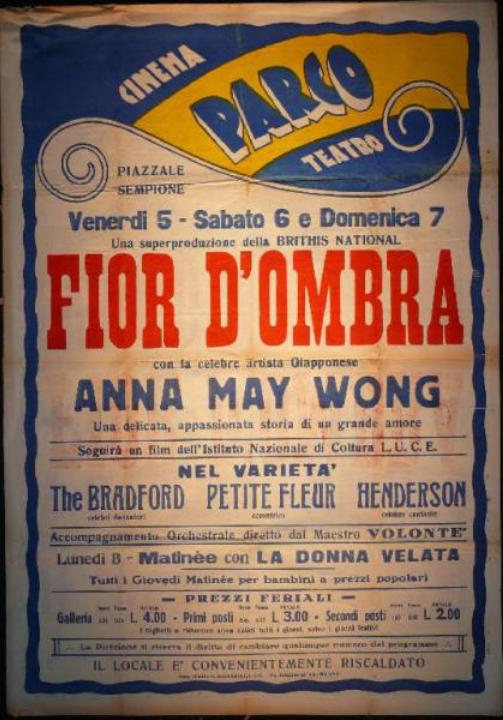 CINEMA
PARCO
TEATRO
PIAZZALE
SEMPIONE
Venerdi 5 - Sabato 6 e Domenica 7
Una superproduzione della BRITHIS NATIONAL
FIOR D'OMBRA
con la celebre artista Giapponese
ANNA MAY WONG
Una delicata, appassionata storia di un grande amore
Seguirà un film dell'Istituto Nazionale di Coltura L. U. C. E.
NEL VARIETA'
The BRADFORD PETITE FLEUR HENDERSON
celebri danzatori
Accompagnamento Orchestrale diretto dal Maestro VOLONTE'
Lunedi 8 - Matinèe con LA DONNA VELATA
Tutti i Giovedi Matinèe per bambini a prezzi popolari
PREZZI FERIALI
Galleria L. 4.00 - Primi posti L. 3.00 - Secondi posti L. 2.00
La Direzione si riserva il diritto di cambiare qualunque numero del programma
IL LOCALE E' CONVENIENTEMENTE RISCALDATO